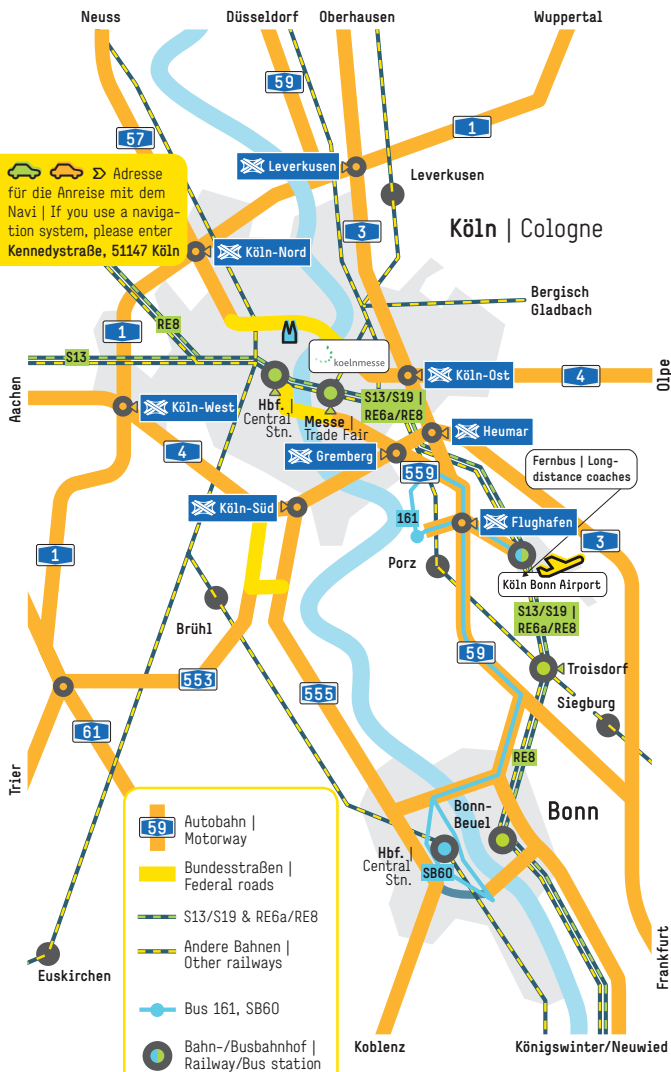 Neuss
Düsseldorf
Oberhausen
Wuppertal
59
1
57
Leverkusen
Leverkusen
Adresse
für die Anreise mit dem
Navi | If you use a naviga-
tion system, please enter
Kennedystraße, 51147 Köln
3
Köln | Cologne
Köln-Nord
Bergisch
Gladbach
1
RE8
S13
koelnmesse
Köln-Ost
4
Olpe
Aachen
Köln-West
Hbf. |
Central
Stn.
Messe |
Trade Fair
S13/S19 |
RE6a/RE8
Heumar
4
Gremberg
559
Fernbus | Long-
distance coaches
Köln-Süd
161
Flughafen
3
1
Porz
Köln Bonn Airport
Brühl
S13/S19 |
RE6a/RE8
59
Troisdorf
553
555
Siegburg
61
Trier
RE8
Bonn-
Beuel
Bonn
Hbf. |
Central
Stn.
SB60
59
Autobahn |
Motorway
Bundesstraßen |
Federal roads
S13/S19 & RE6a/RE8
Andere Bahnen |
Other railways
Bus 161, SB60
Bahn-/Busbahnhof |
Railway/Bus station
Euskirchen
Frankfurt
Koblenz
Königswinter/Neuwied